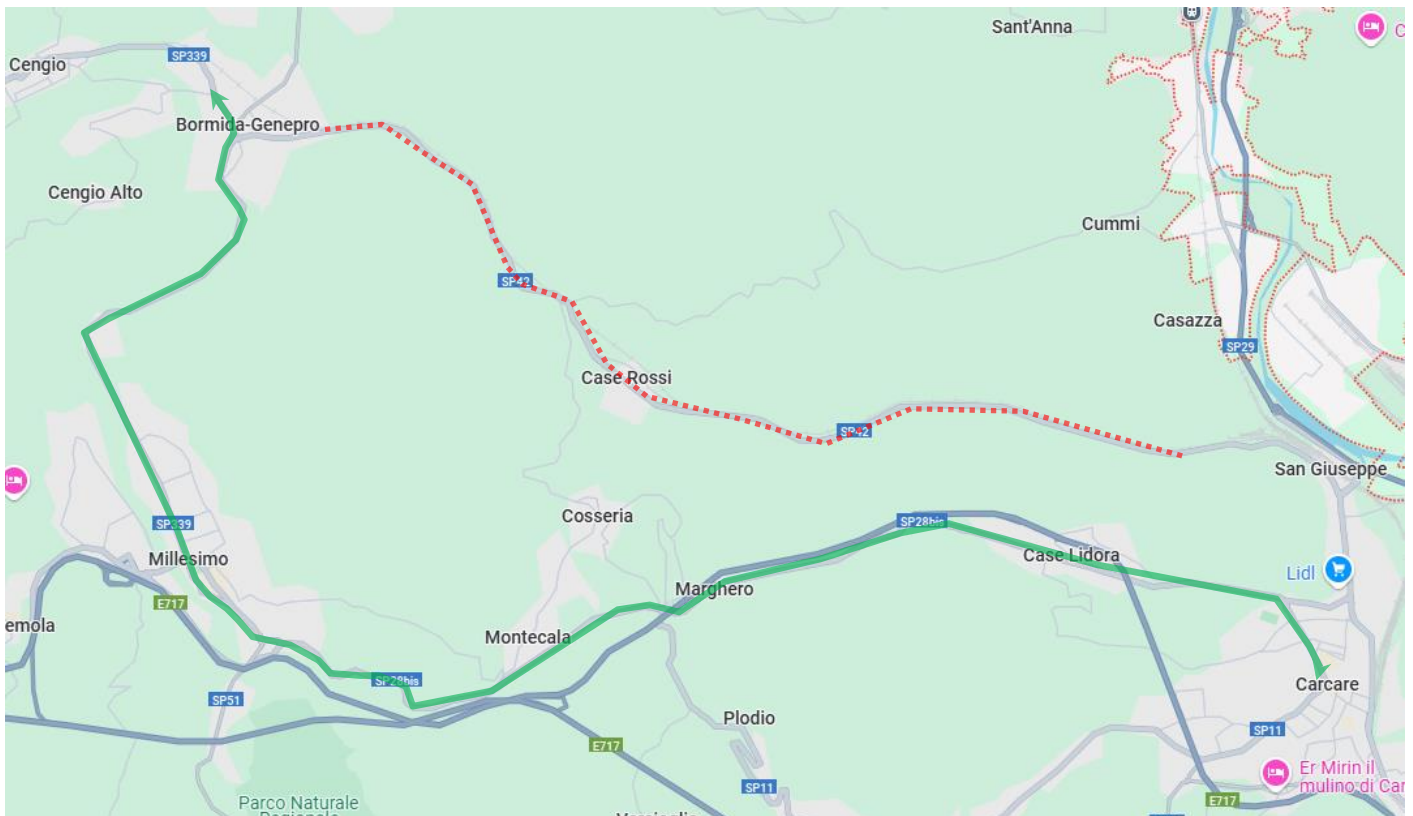 Sant'Anna
C
SP339
Cengio
Bormida-Genepro
Cengio Alto
Cummi
SP42
Casazza
SP29
Case Rossi
SP42
San Giuseppe
Cosseria
SP339
SP28bis
Millesimo
Case Lidora
Lidl
Marghero
E717
emola
Montecala
SP28bis
Carcare
SP51
Plodio
SP11
E717
Er Mirin il
mulino di Car
SP11
E717
Parco Naturale